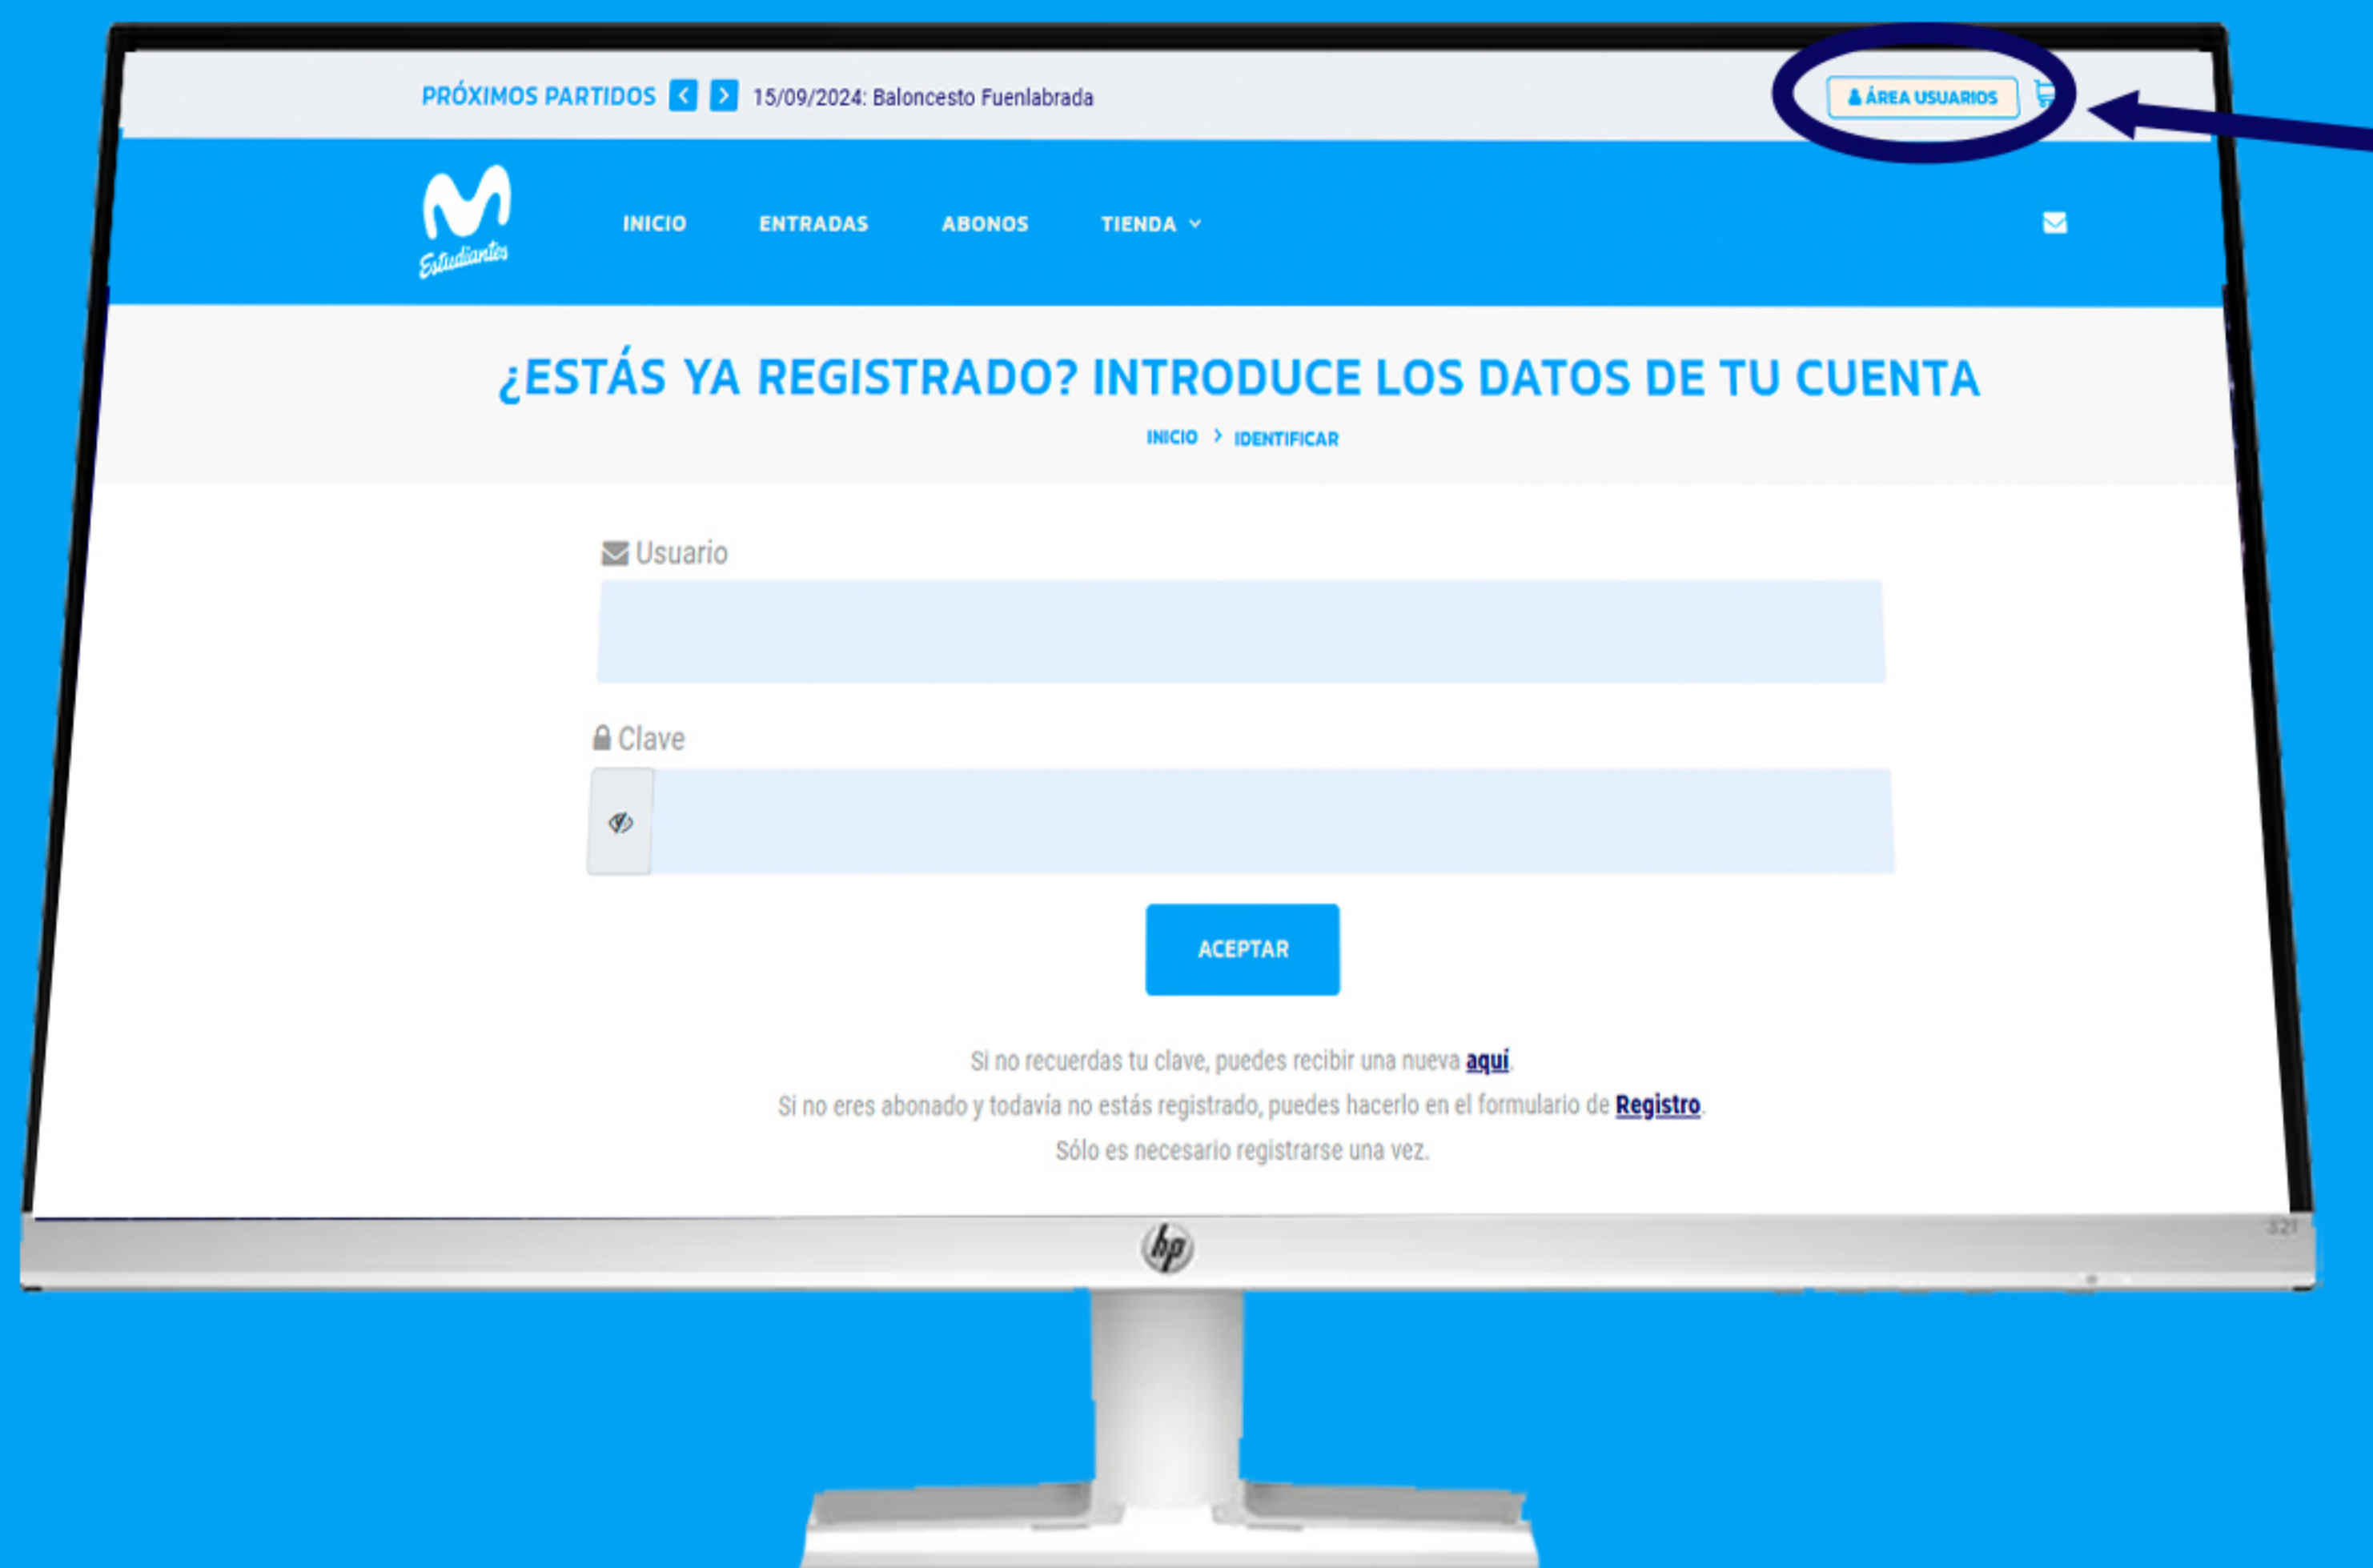 PRÓXIMOS PARTIDOS 15/09/2024: Baloncesto Fuenlabrada
ÁREA USUARIOS
Estudiantes
INICIO ENTRADAS ABONOS TIENDA
¿ESTÁS YA REGISTRADO? INTRODUCE LOS DATOS DE TU CUENTA
INICIO > IDENTIFICAR
Usuario
Clave
ACEPTAR
Si no recuerdas tu clave, puedes recibir una nueva aquí.
Si no eres abonado y todavía no estás registrado, puedes hacerlo en el formulario de Registro.
Sólo es necesario registrarse una vez.
hp